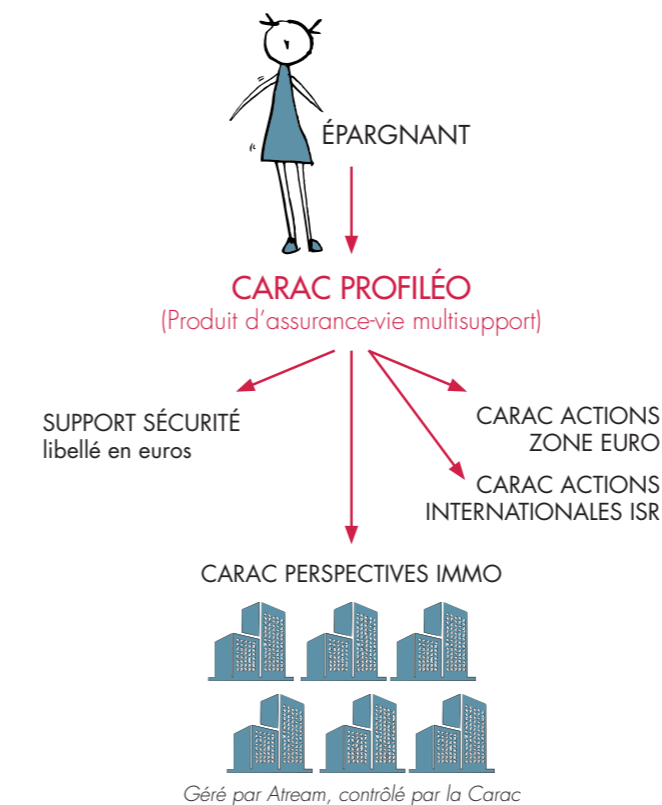 ÉPARGNANT
CARAC PROFILÉO
(Produit d'assurance-vie multisupport)
SUPPORT SÉCURITÉ
libellé en euros
CARAC ACTIONS
ZONE EURO
CARAC ACTIONS
INTERNATIONALES ISR
CARAC PERSPECTIVES IMMO
Géré par Atream, contrôlé par la Carac